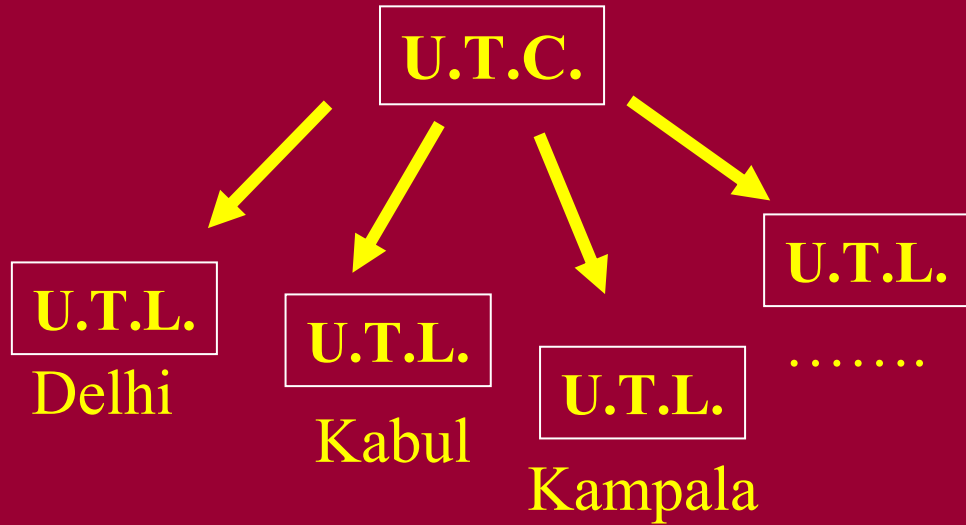 U.T.C.
U.T.L.
Delhi
U.T.L.
Kabul
U.T.L.
Kampala
U.T.L.
.......